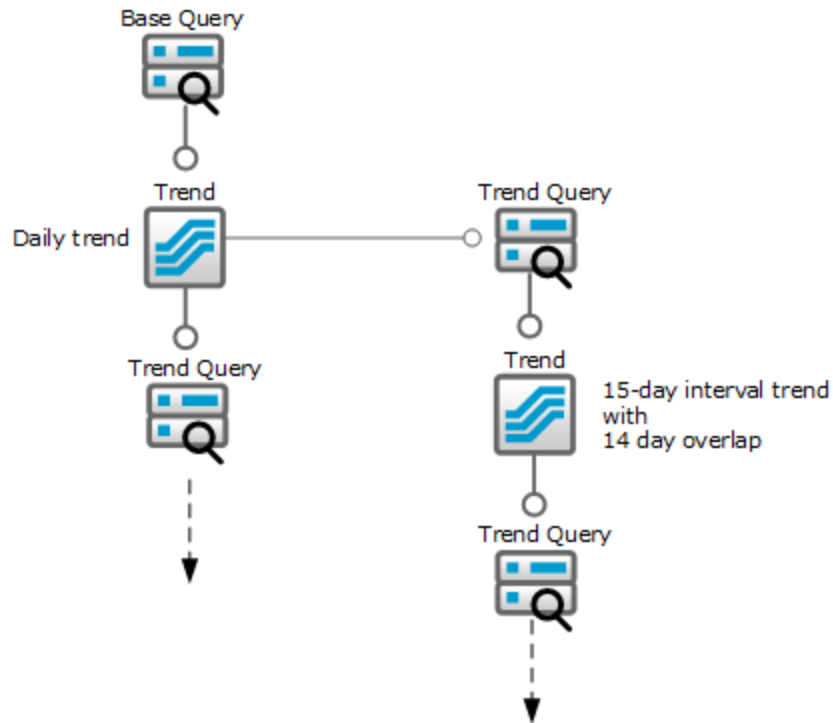 Base Query
Trend
Trend Query
Daily trend
Trend Query
Trend
15-day interval trend
with
14 day overlap
Trend Query